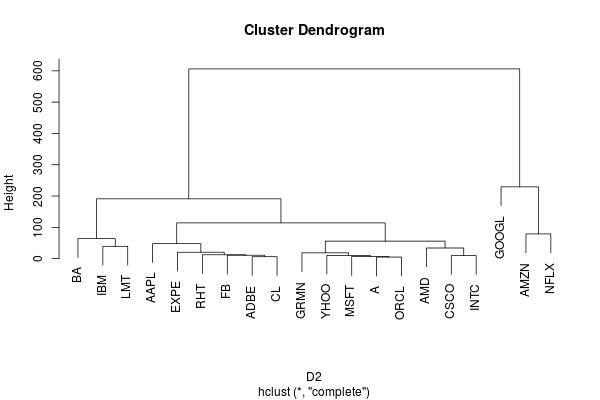 Cluster Dendrogram
Height
600
500
400
300
200
100
0
BA
IBM
LMT
AAPL
EXPE
RHT
FB
ADBE
CL
GRMN
YHOO
MSFT
A
ORCL
AMD
CSCO
INTC
GOOGL
AMZN
NFLX
D2
hclust (*, "complete")